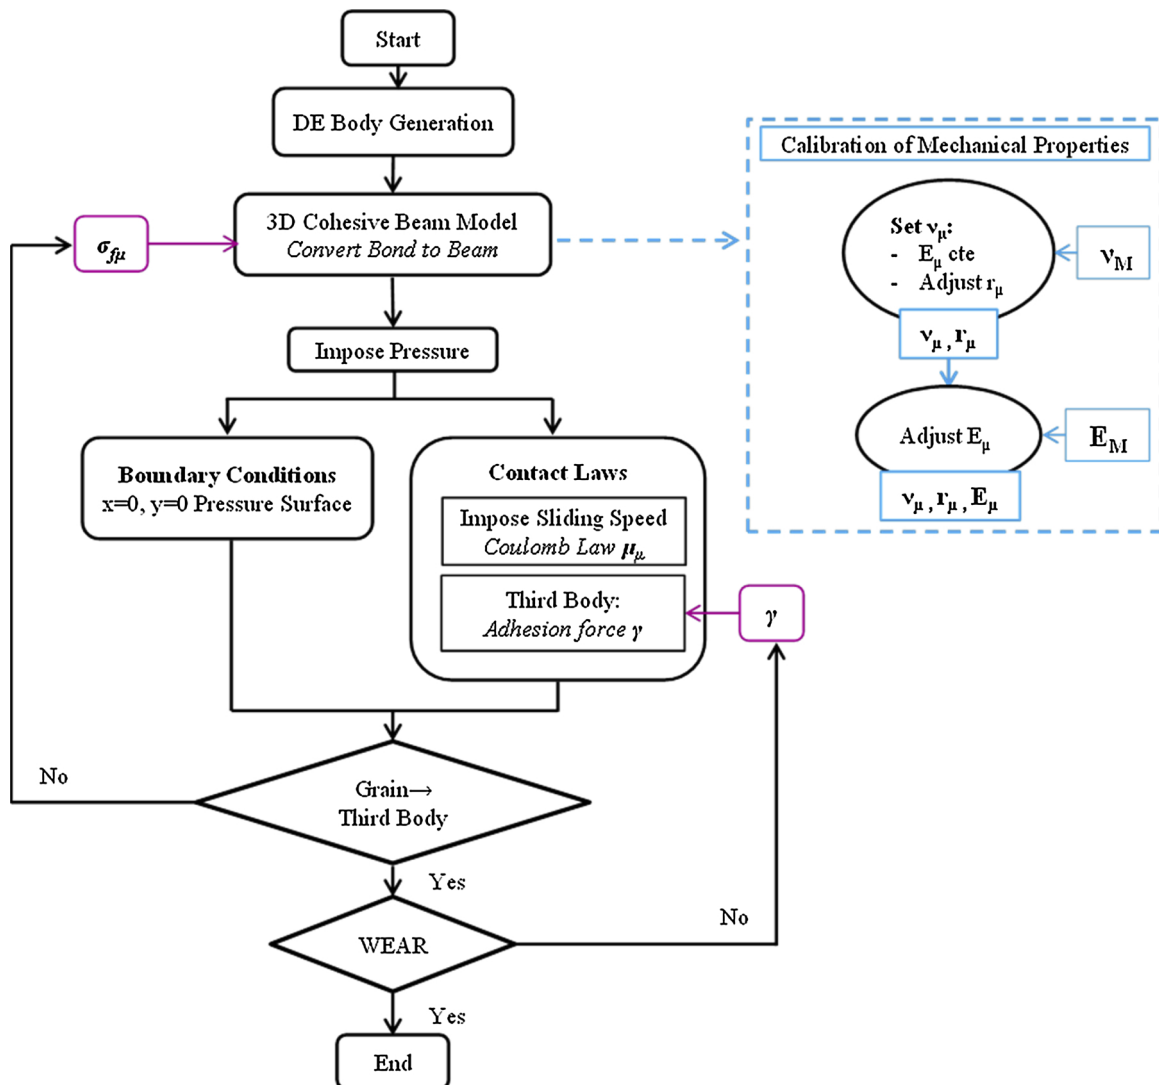 Start
DE Body Generation
3D Cohesive Beam Model
Convert Bond to Beam
σfμ
Impose Pressure
Boundary Conditions
x=0, y=0 Pressure Surface
Contact Laws
Impose Sliding Speed
Coulomb Law μμ
Third Body:
Adhesion force γ
γ
Grain→
Third Body
No
Yes
WEAR
No
Yes
End
Calibration of Mechanical Properties
Set νμ:
- Eμ cte
- Adjust rμ
νM
νμ , rμ
Adjust Eμ
EM
νμ , rμ , Eμ